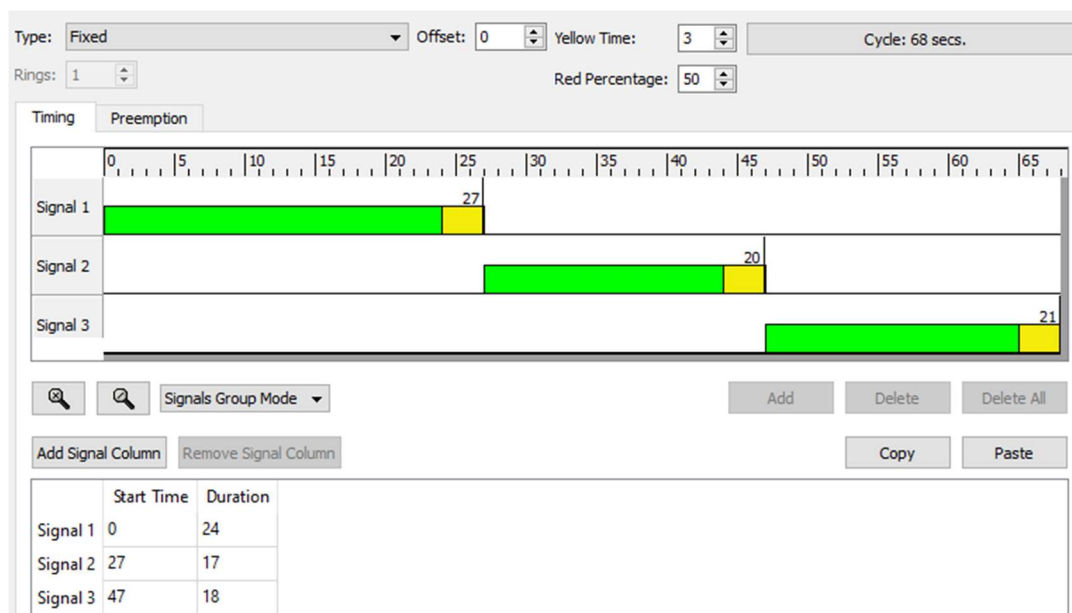 Type: Fixed Offset: 0 Yellow Time: 3 Cycle: 68 secs.
Rings: 1 Red Percentage: 50
Timing Preemption
0 5 10 15 20 25 30 35 40 45 50 55 60 65
Signal 1 27
Signal 2 20
Signal 3 21
Signals Group Mode Add Delete Delete All
Add Signal Column Remove Signal Column Copy Paste
Start Time Duration
Signal 1 0 24
Signal 2 27 17
Signal 3 47 18